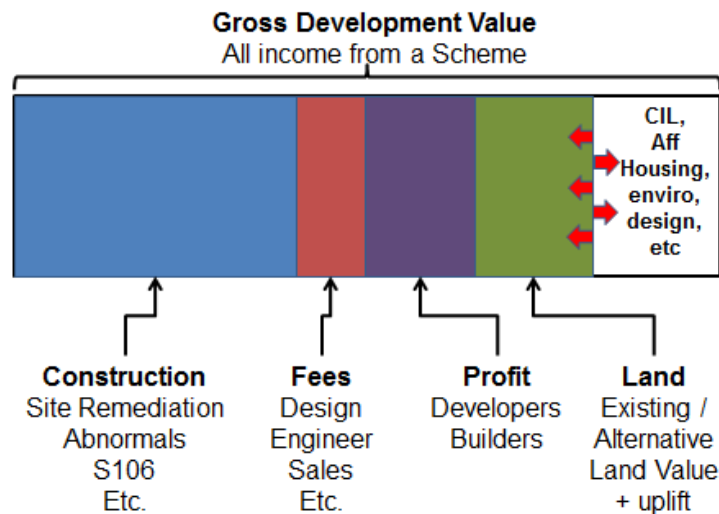 Gross Development Value
All income from a Scheme
CIL,
Aff
Housing,
enviro,
design,
etc
Construction
Site Remediation
Abnormals
S106
Etc.
Fees
Design
Engineer
Sales
Etc.
Profit
Developers
Builders
Land
Existing /
Alternative
Land Value
+ uplift